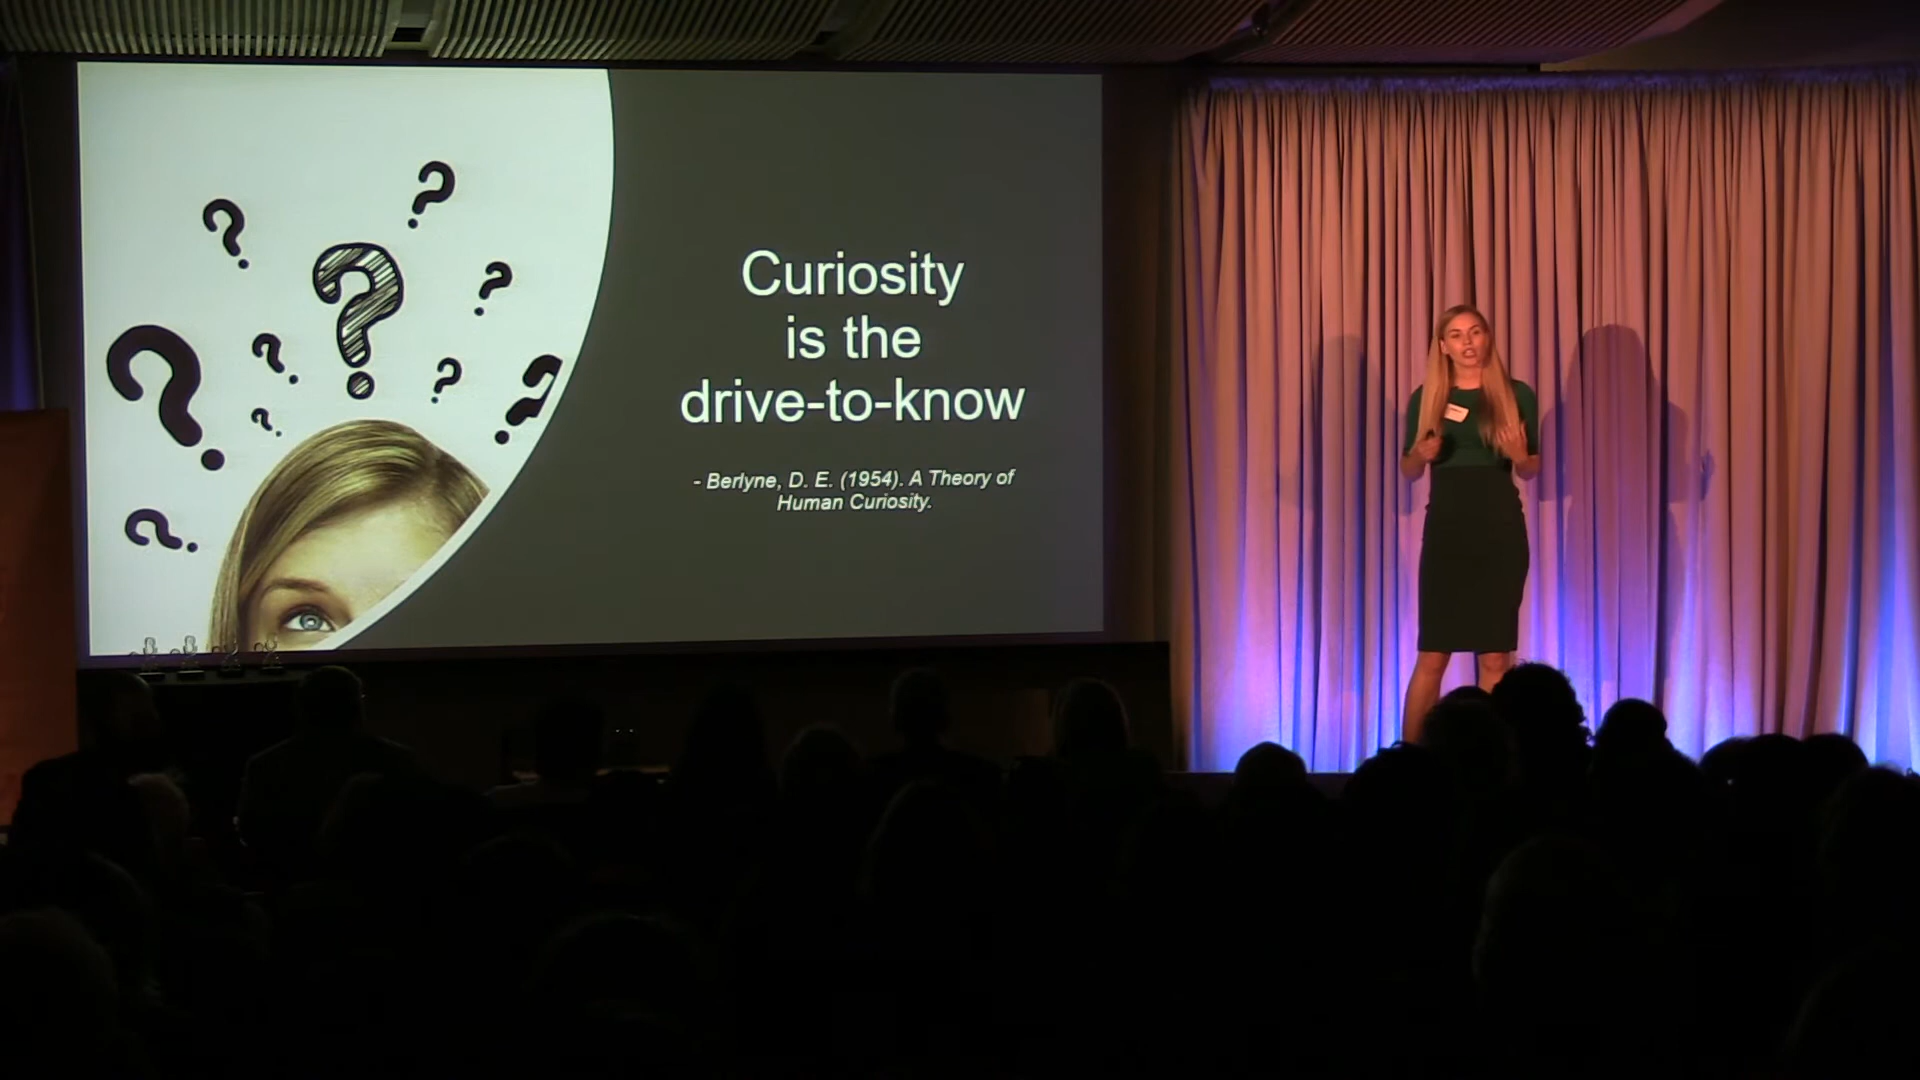 Curiosity
is the
drive-to-know
- Berlyne, D. E. (1954). A Theory of
Human Curiosity.